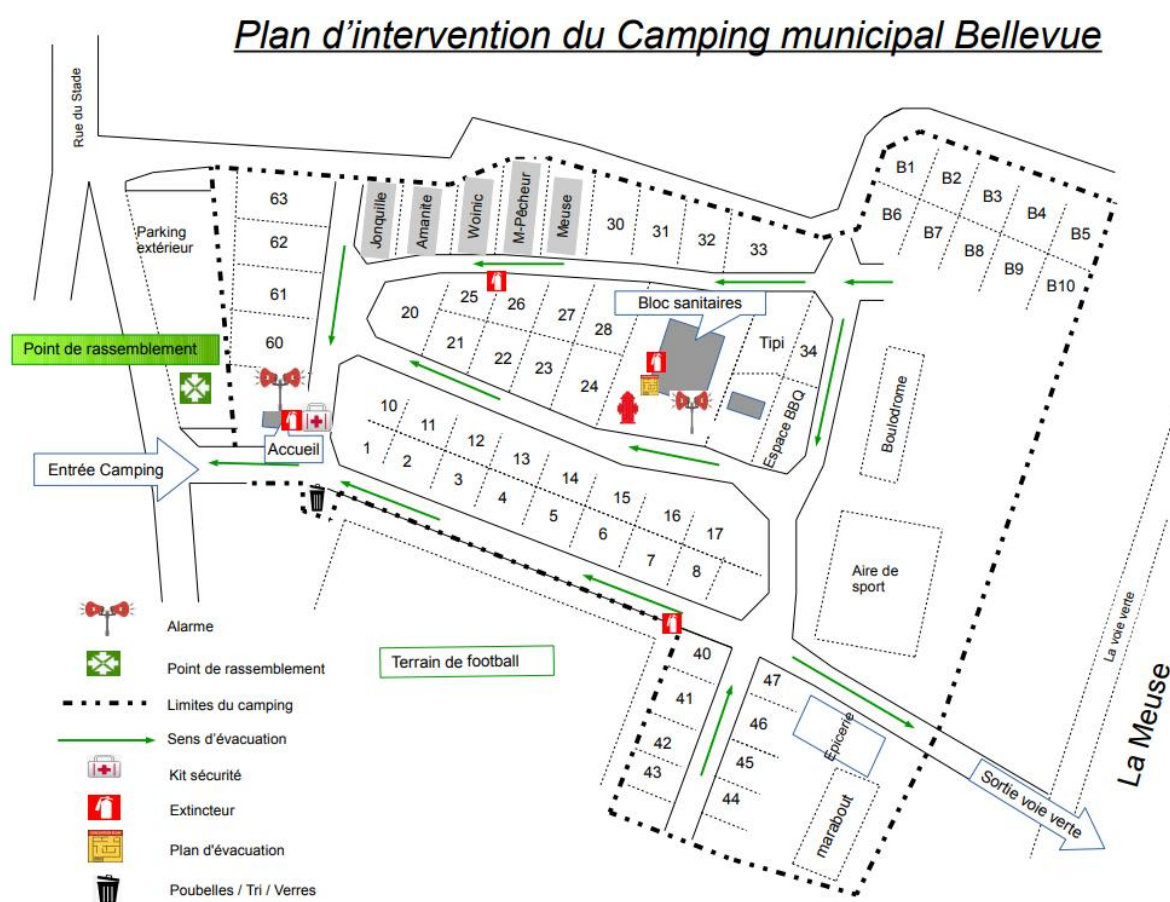 Plan d’intervention du Camping municipal Bellevue
Rue du Stade
Parking
extérieur
63
62
61
60
Jonquille
Amanite
Woinic
M-Pêcheur
Meuse
30
31
32
33
B1
B2
B3
B4
B5
B6
B7
B8
B9
B10
Point de rassemblement
20
25
26
27
28
21
22
23
24
Bloc sanitaires
Tipi
34
Espace BBQ
Boulodrome
Accueil
Entrée Camping
10
11
12
13
14
15
16
17
1
2
3
4
5
6
7
8
Aire de
sport
La voie verte
La Meuse
Terrain de football
40
41
42
43
47
46
45
44
Epicerie
marabout
Sortie voie verte
Alarme
Point de rassemblement
Limites du camping
Sens d’évacuation
Kit sécurité
Extincteur
Plan d'évacuation
Poubelles / Tri / Verres